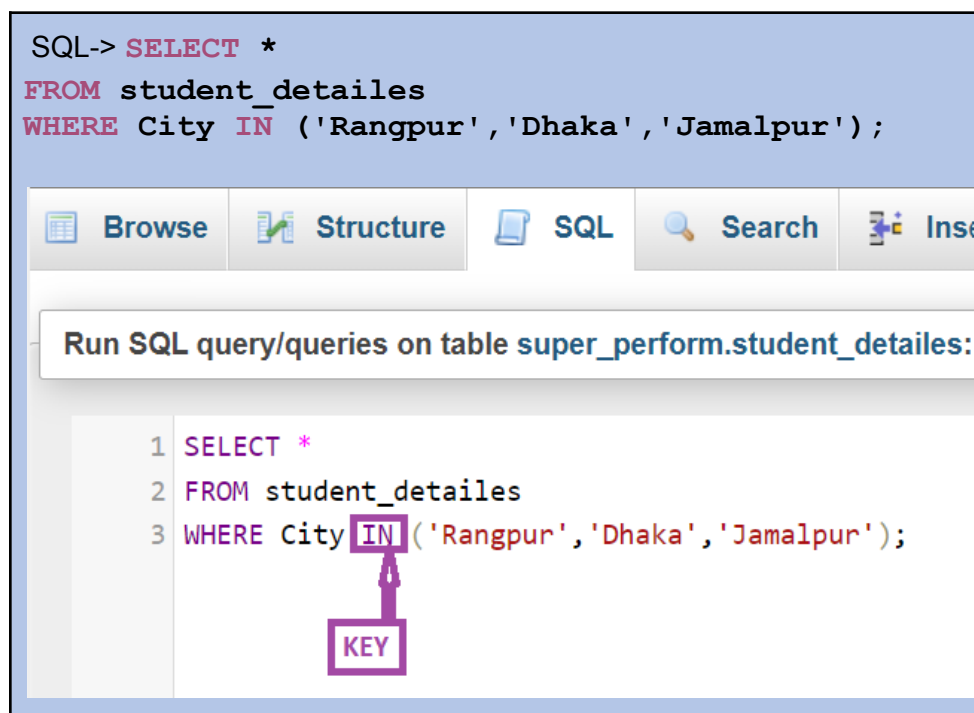 SQL-> SELECT *
FROM student_detailes
WHERE City IN ('Rangpur','Dhaka','Jamalpur');
Browse Structure SQL Search Inse
Run SQL query/queries on table super_perform.student_detailes:
1 SELECT *
2 FROM student_detailes
3 WHERE City IN ('Rangpur','Dhaka','Jamalpur');
KEY